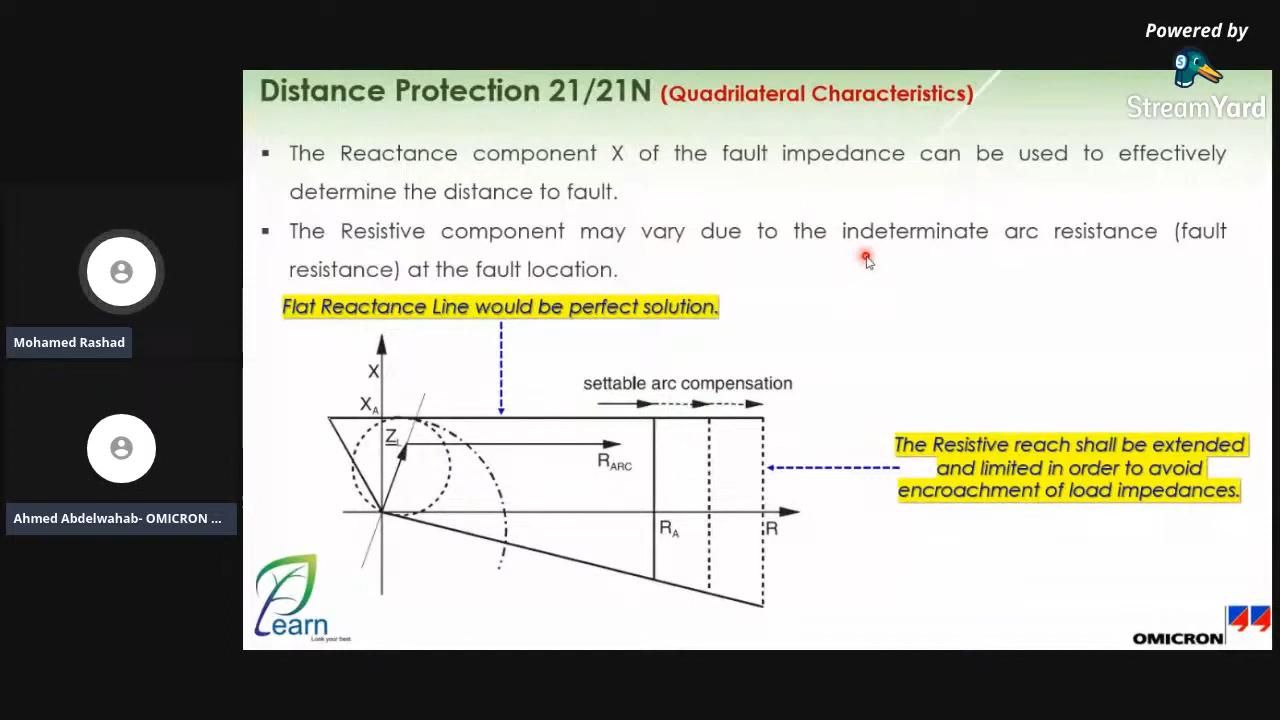 Powered by
StreamYard
Distance Protection 21/21N (Quadrilateral Characteristics)
▪ The Reactance component X of the fault impedance can be used to effectively
determine the distance to fault.
▪ The Resistive component may vary due to the indeterminate arc resistance (fault
resistance) at the fault location.
Flat Reactance Line would be perfect solution.
Mohamed Rashad
X
settable arc compensation
XA
ZL
RARC
The Resistive reach shall be extended
and limited in order to avoid
encroachment of load impedances.
Ahmed Abdelwahab- OMICRON ...
RA
R
Learn
Look your best
OMICRON